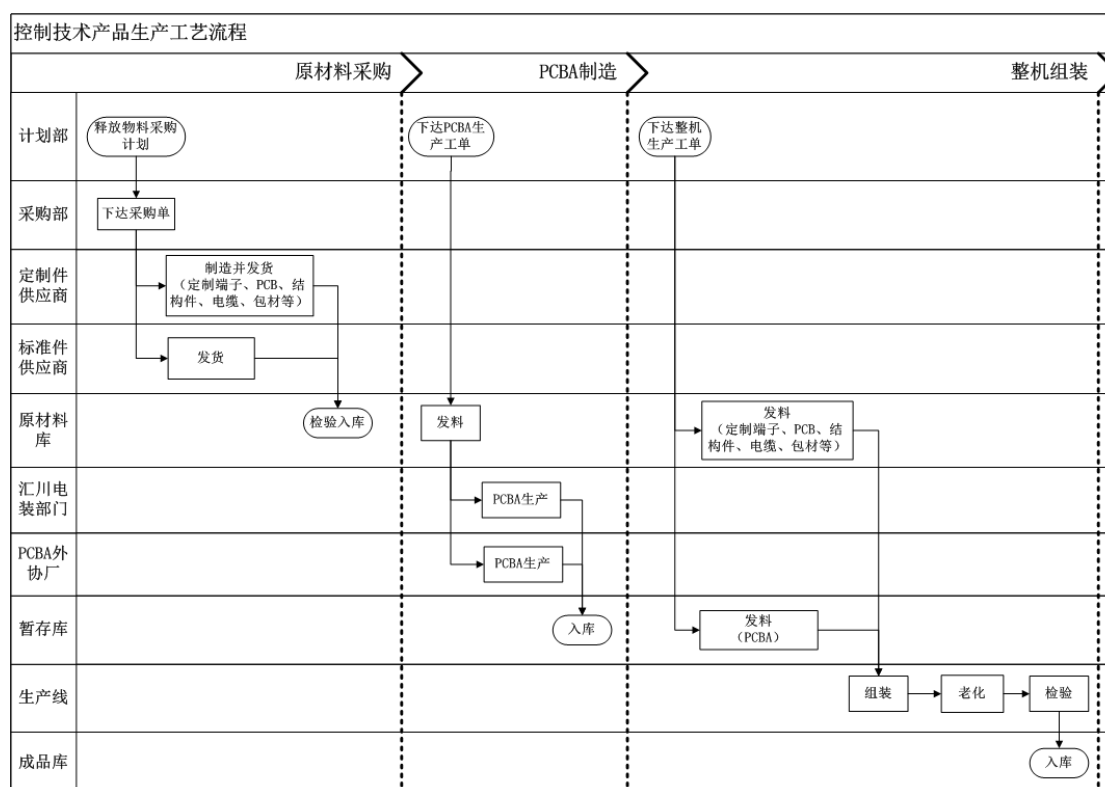 控制技术产品生产工艺流程
原材料采购
PCBA制造
整机组装
计划部
释放物料采购
计划
下达PCBA生
产工单
下达整机
生产工单
采购部
下达采购单
定制件
供应商
制造并发货
（定制端子、PCB、结
构件、电缆、包材等）
标准件
供应商
发货
原材料
库
检验入库
发料
发料
（定制端子、PCB、结
构件、电缆、包材等）
汇川电
装部门
PCBA生产
PCBA外
协厂
PCBA生产
暂存库
入库
发料
（PCBA）
生产线
组装
老化
检验
成品库
入库